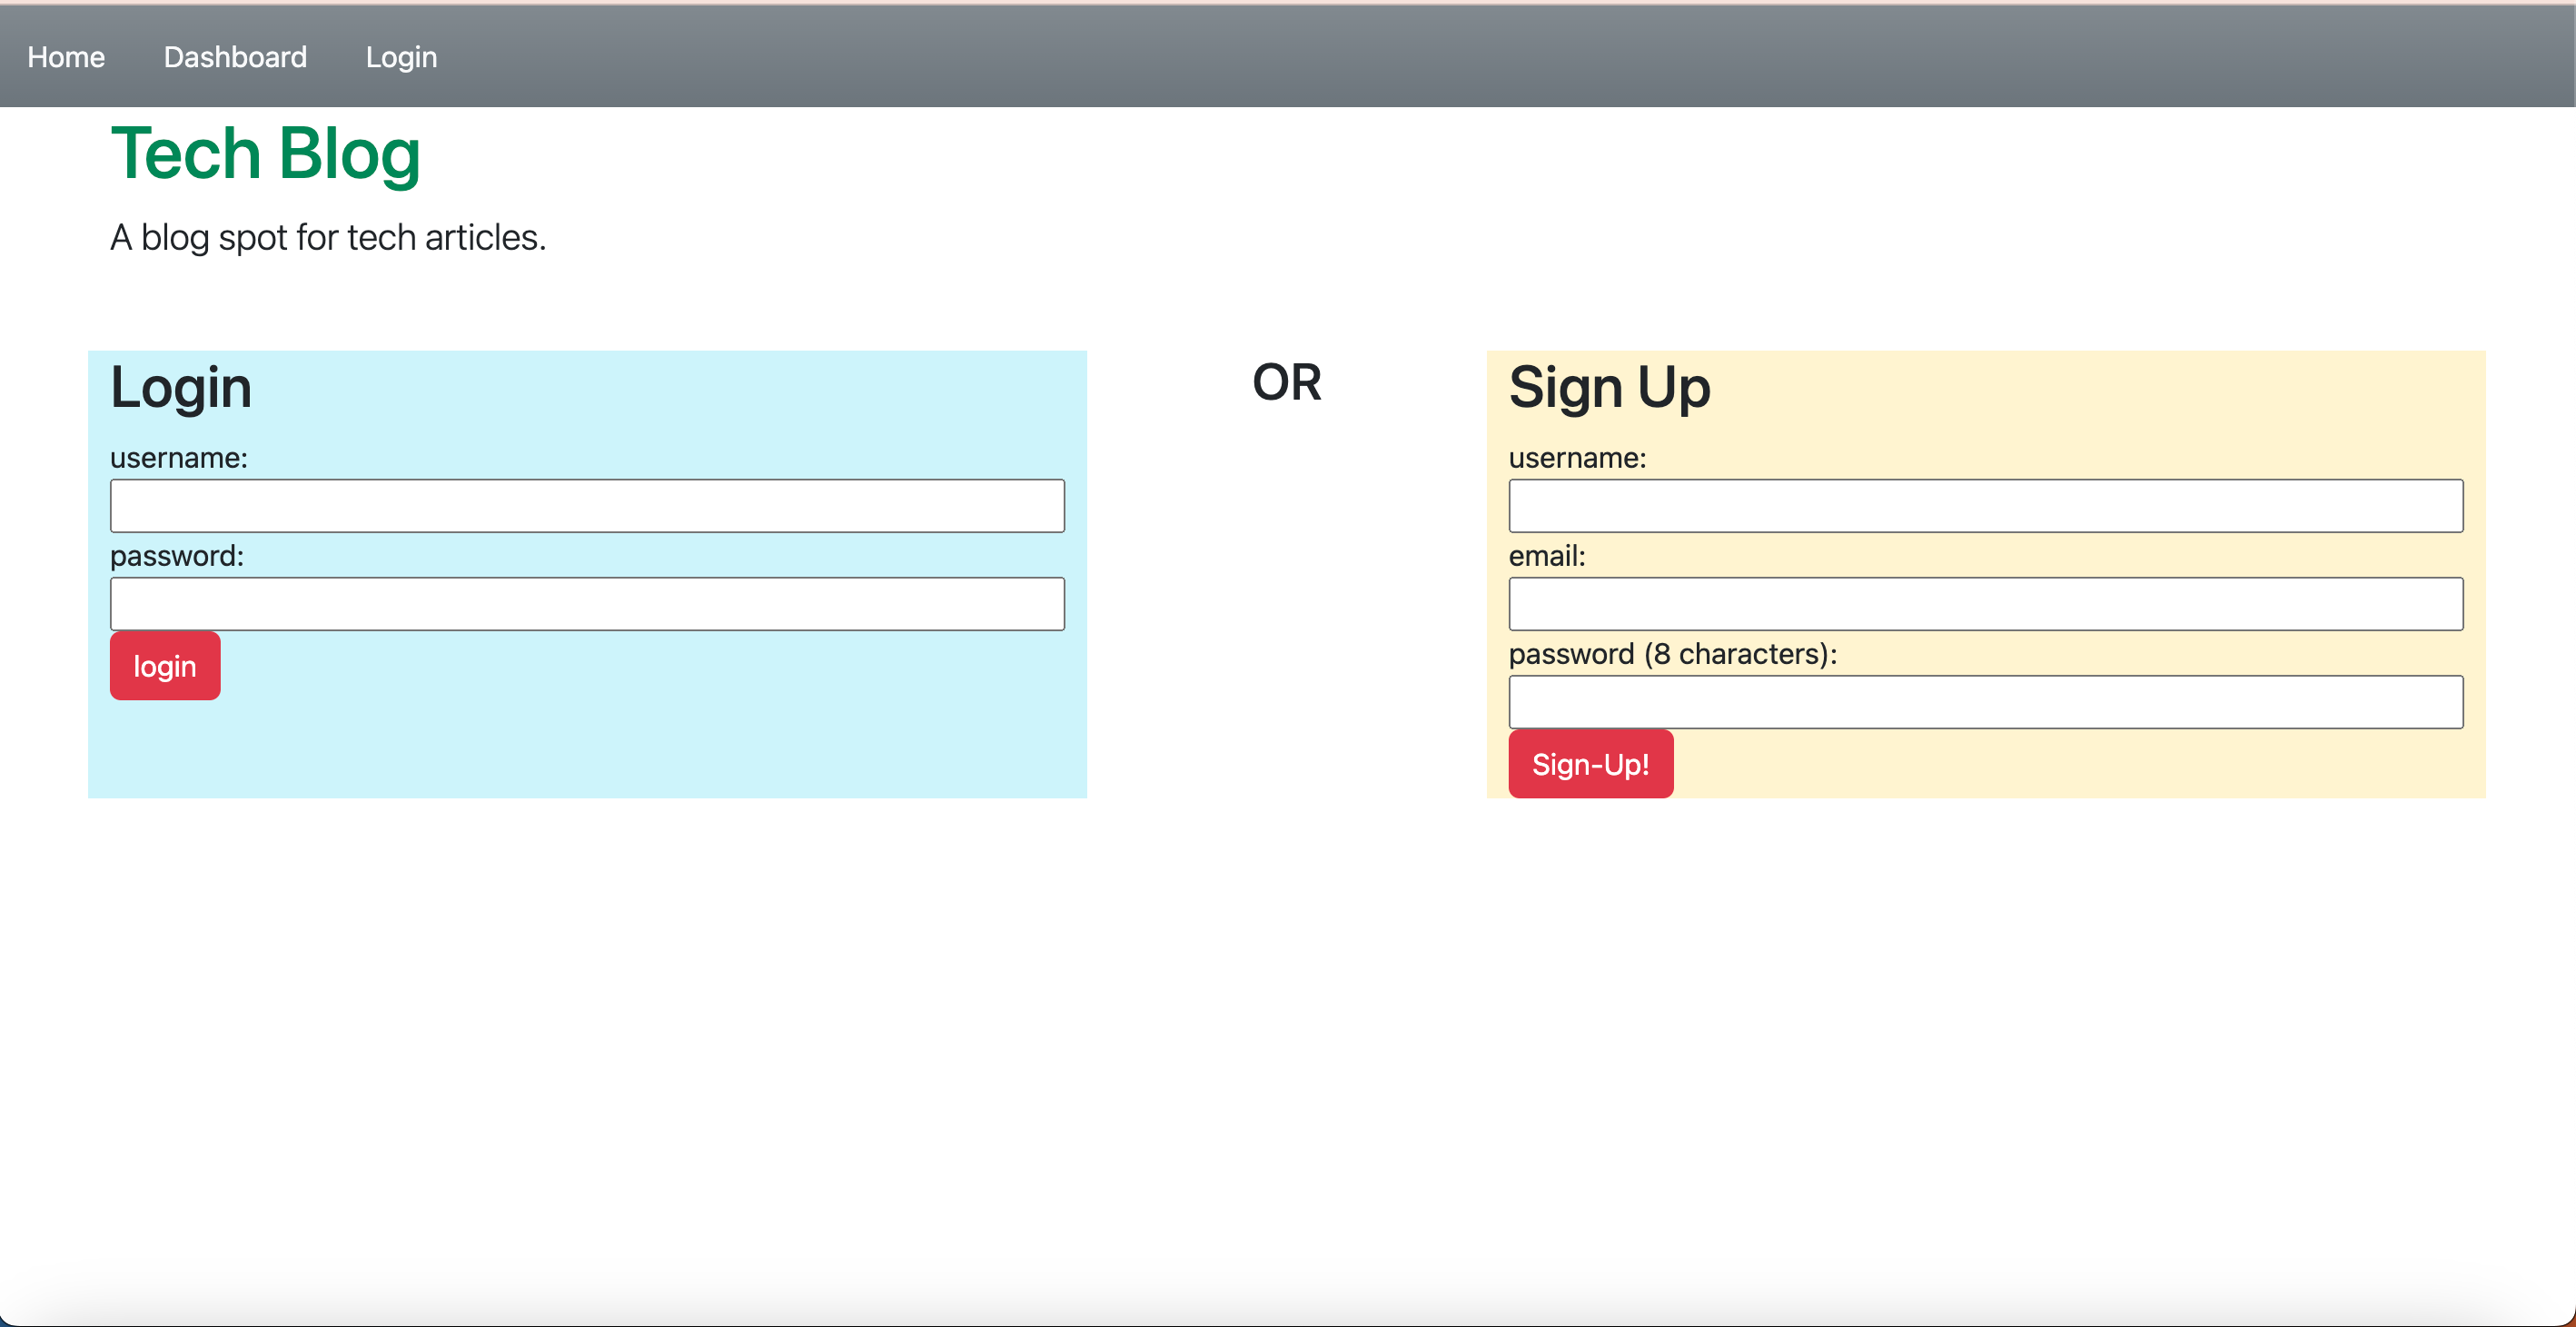 Home Dashboard Login
Tech Blog
A blog spot for tech articles.
Login
username:
password:
login
OR
Sign Up
username:
email:
password (8 characters):
Sign-Up!